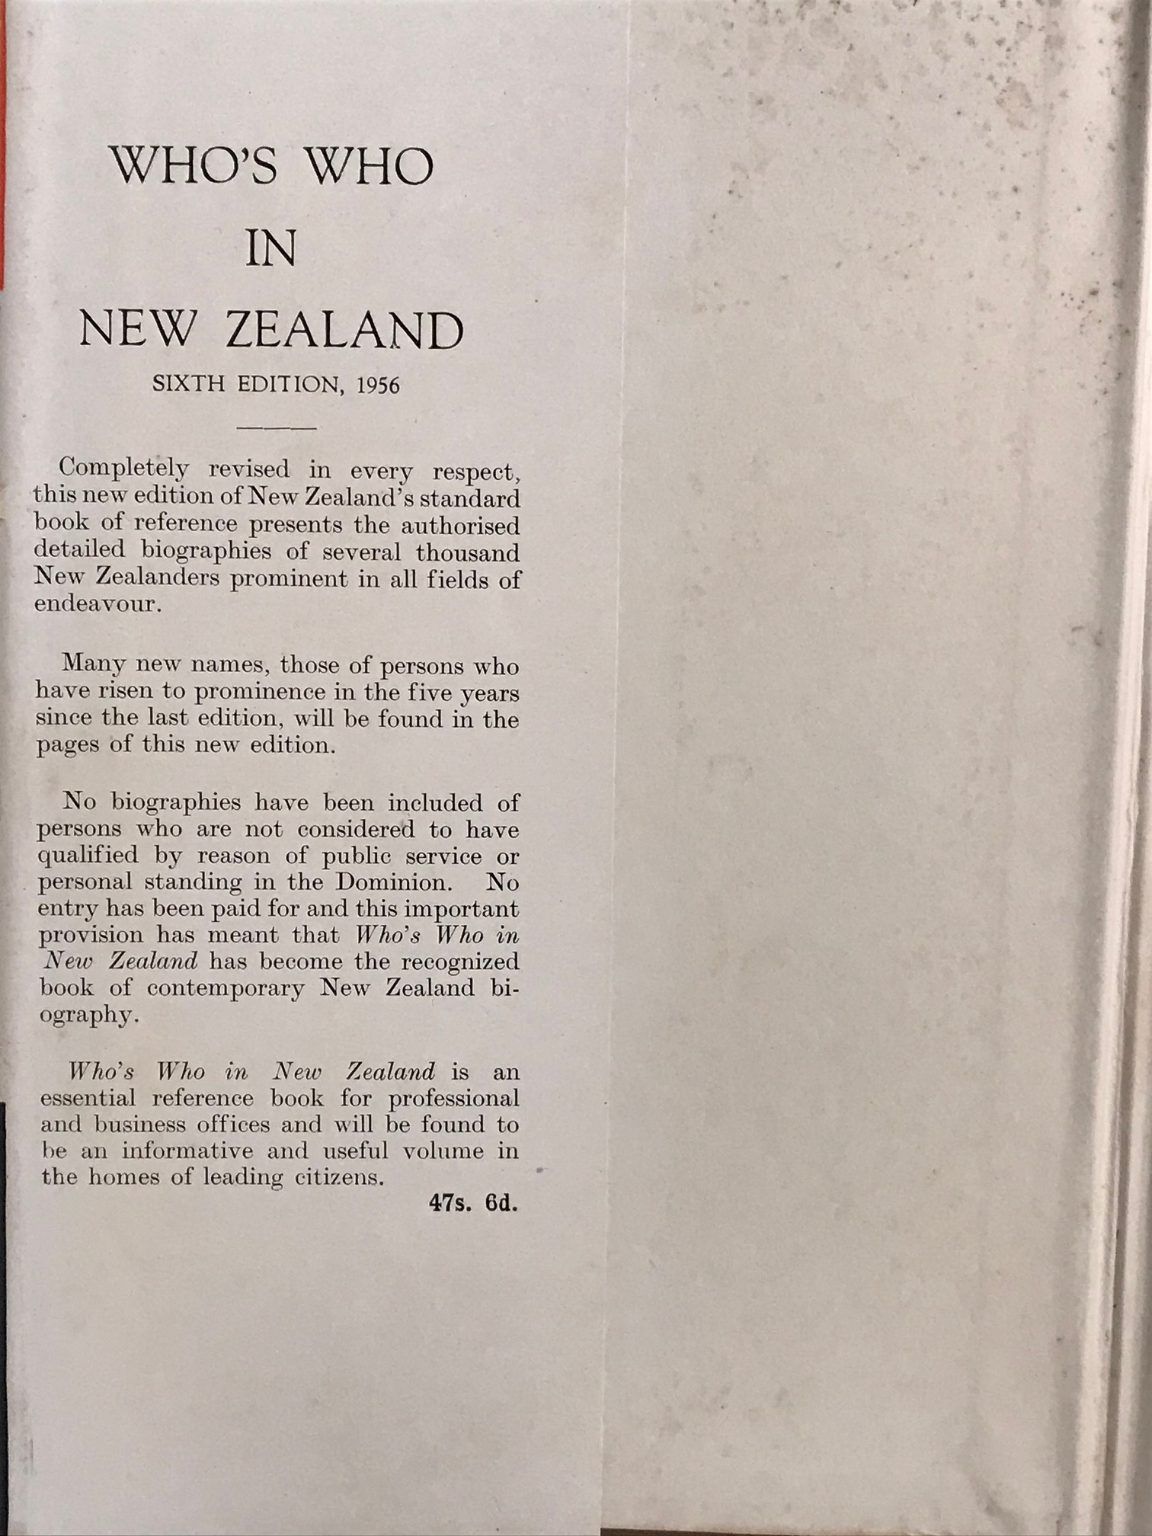 WHO'S WHO
IN
NEW ZEALAND
SIXTH EDITION, 1956
Completely revised in every respect,
this new edition of New Zealand's standard
book of reference presents the authorised
detailed biographies of several thousand
New Zealanders prominent in all fields of
endeavour.
Many new names, those of persons who
have risen to prominence in the five years
since the last edition, will be found in the
pages of this new edition.
No biographies have been included of
persons who are not considered to have
qualified by reason of public service or
personal standing in the Dominion. No
entry has been paid for and this important
provision has meant that Who's Who in
New Zealand has become the recognized
book of contemporary New Zealand bi-
ography.
Who's Who in New Zealand is an
essential reference book for professional
and business offices and will be found to
be an informative and useful volume in
the homes of leading citizens.
47s. 6d.